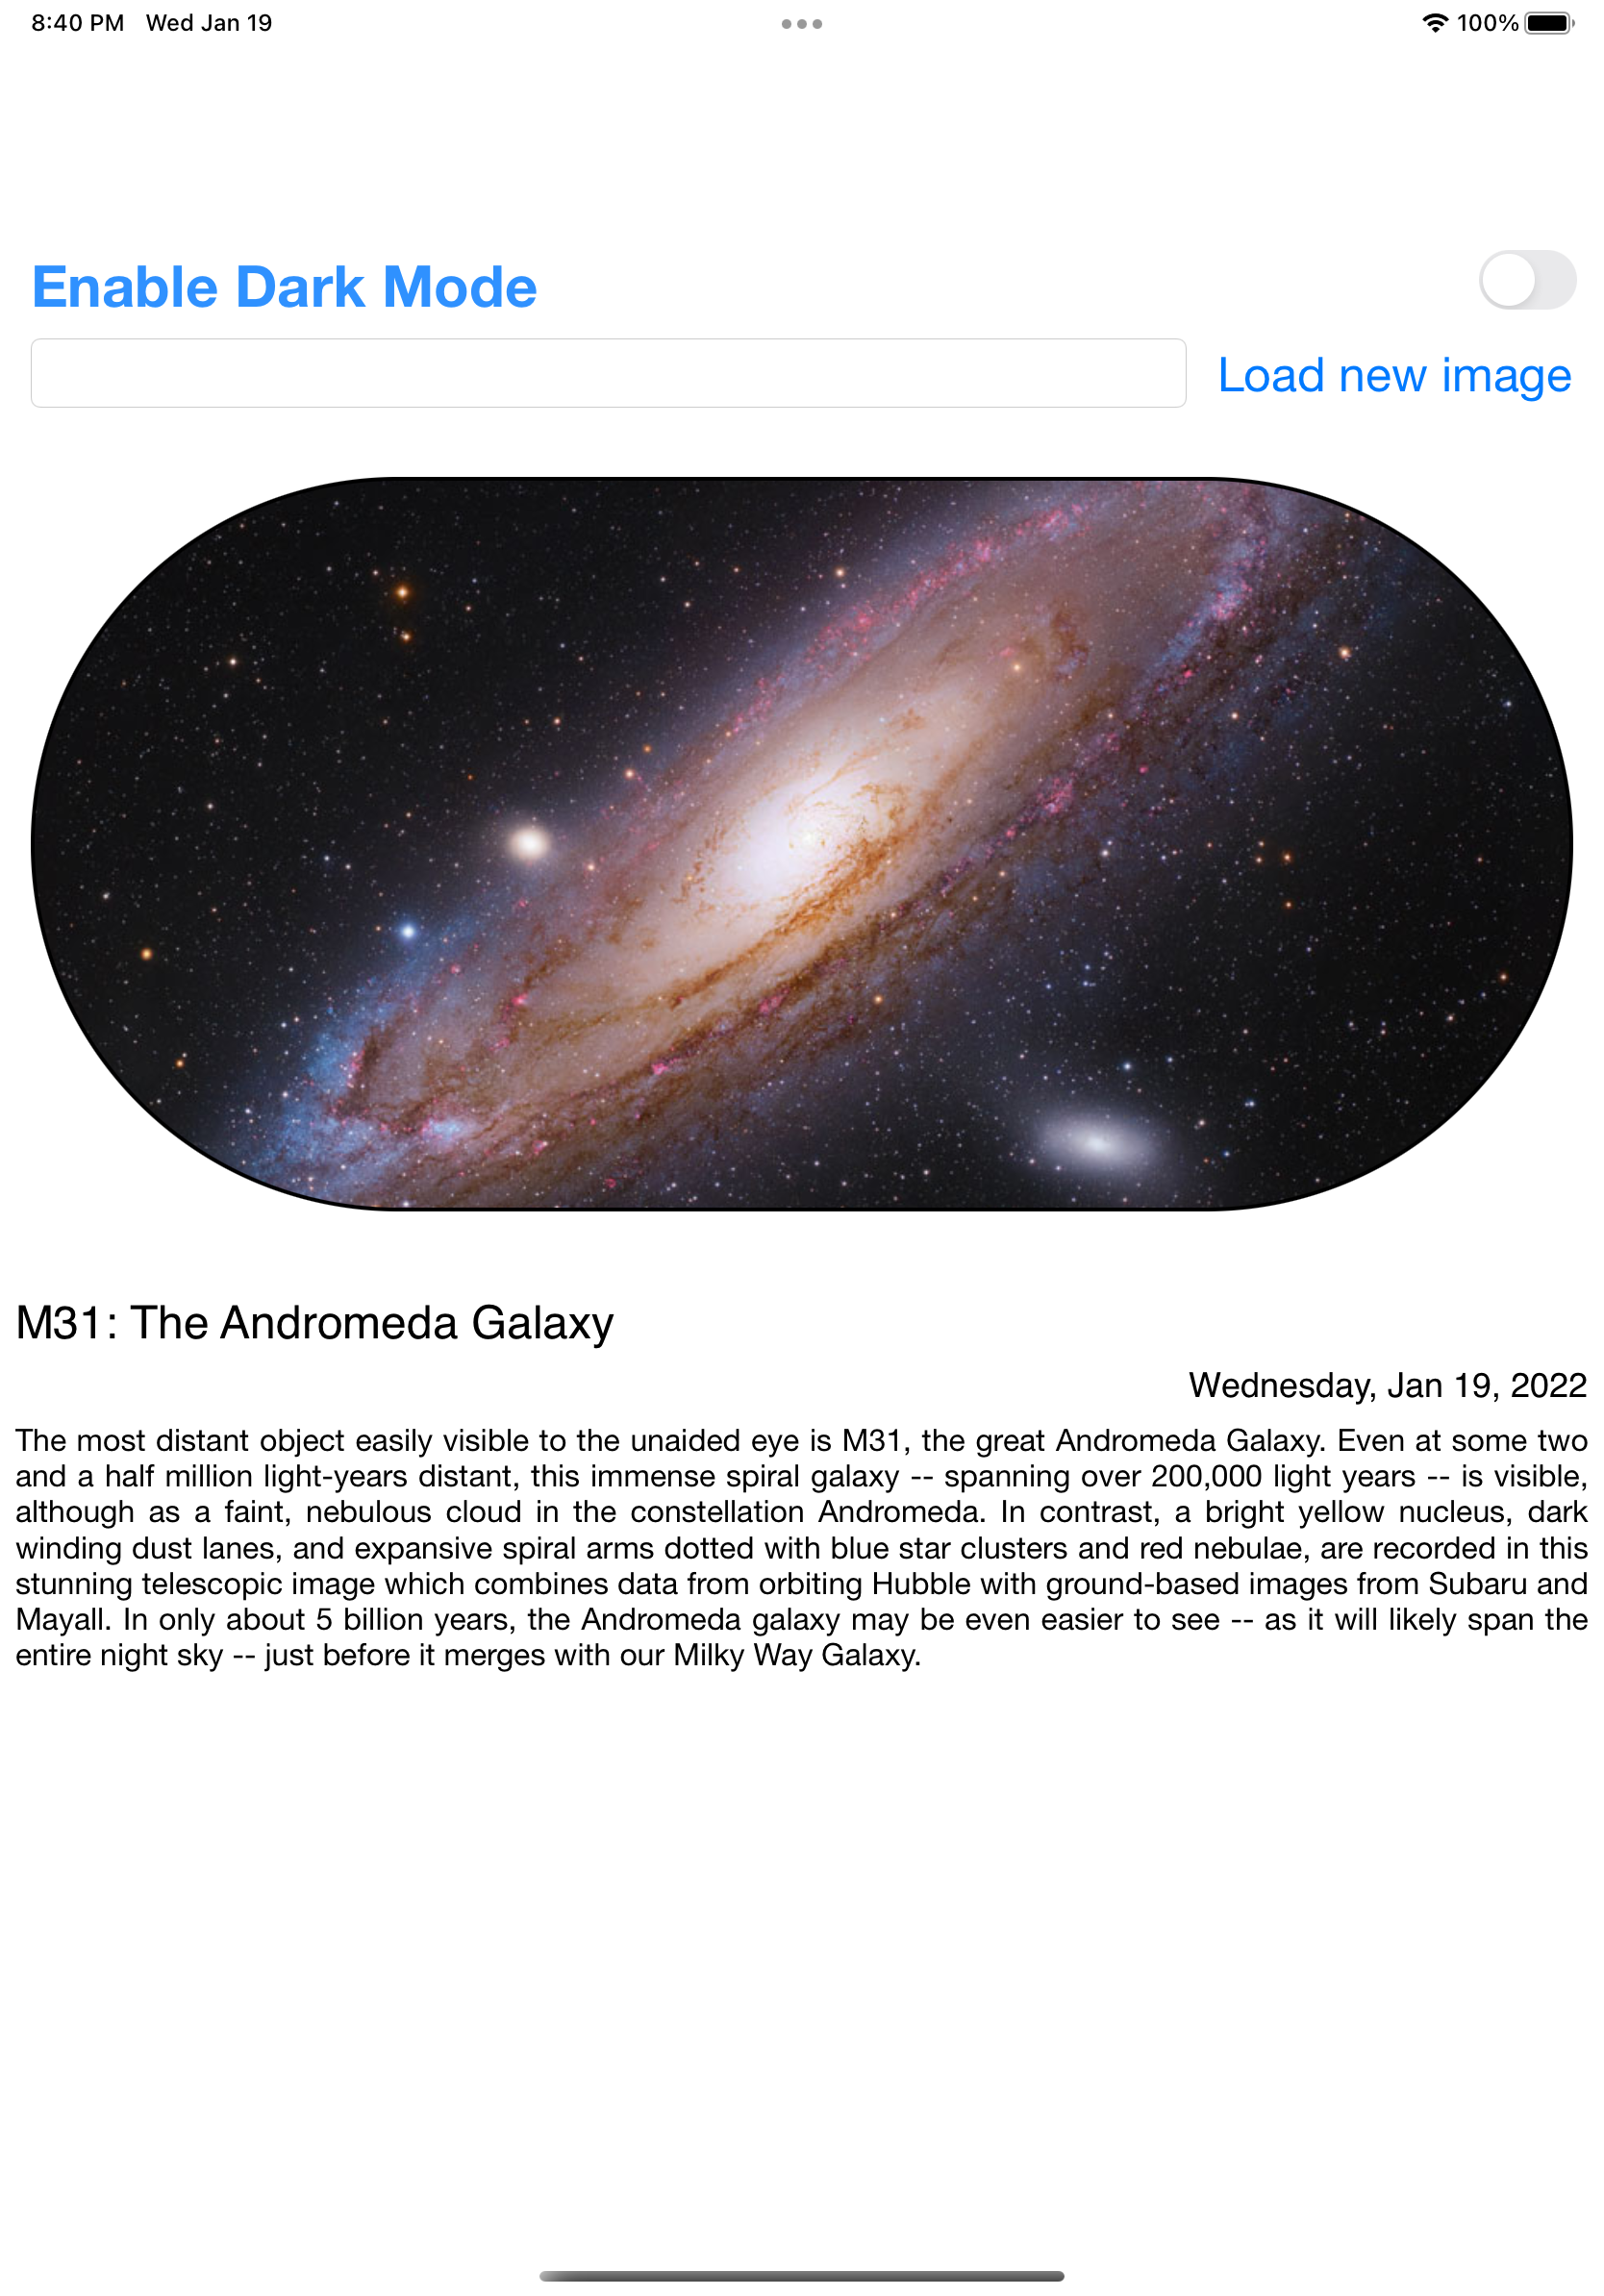 8:40 PM Wed Jan 19
100%
Enable Dark Mode
Load new image
M31: The Andromeda Galaxy
Wednesday, Jan 19, 2022
The most distant object easily visible to the unaided eye is M31, the great Andromeda Galaxy. Even at some two
and a half million light-years distant, this immense spiral galaxy -- spanning over 200,000 light years -- is visible,
although as a faint, nebulous cloud in the constellation Andromeda. In contrast, a bright yellow nucleus, dark
winding dust lanes, and expansive spiral arms dotted with blue star clusters and red nebulae, are recorded in this
stunning telescopic image which combines data from orbiting Hubble with ground-based images from Subaru and
Mayall. In only about 5 billion years, the Andromeda galaxy may be even easier to see -- as it will likely span the
entire night sky -- just before it merges with our Milky Way Galaxy.